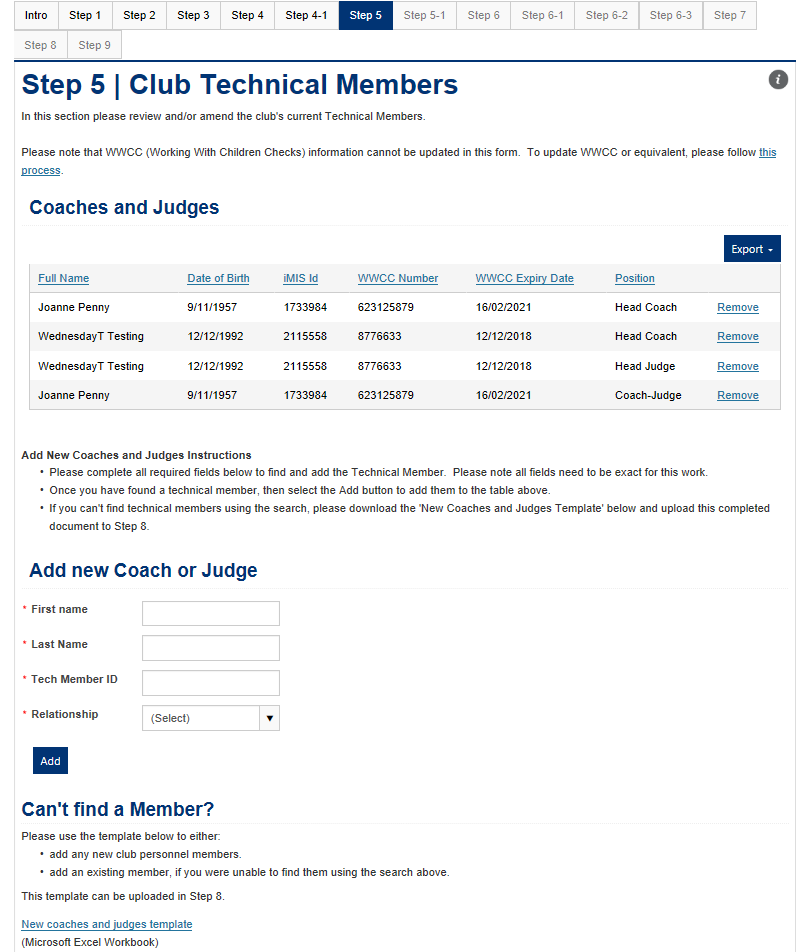 Intro Step 1 Step 2 Step 3 Step 4 Step 4-1 Step 5 Step 5-1 Step 6 Step 6-1 Step 6-2 Step 6-3 Step 7
Step 8 Step 9
Step 5 | Club Technical Members
i
In this section please review and/or amend the club's current Technical Members.
Please note that WWCC (Working With Children Checks) information cannot be updated in this form. To update WWCC or equivalent, please follow this
process.
Coaches and Judges
Export
Full Name Date of Birth iMIS Id WWCC Number WWCC Expiry Date Position
Joanne Penny 9/11/1957 1733984 623125879 16/02/2021 Head Coach Remove
WednesdayT Testing 12/12/1992 2115558 8776633 12/12/2018 Head Coach Remove
WednesdayT Testing 12/12/1992 2115558 8776633 12/12/2018 Head Judge Remove
Joanne Penny 9/11/1957 1733984 623125879 16/02/2021 Coach-Judge Remove
Add New Coaches and Judges Instructions
• Please complete all required fields below to find and add the Technical Member. Please note all fields need to be exact for this work.
• Once you have found a technical member, then select the Add button to add them to the table above.
• If you can't find technical members using the search, please download the 'New Coaches and Judges Template' below and upload this completed
document to Step 8.
Add new Coach or Judge
* First name
* Last Name
* Tech Member ID
* Relationship (Select)
Add
Can't find a Member?
Please use the template below to either:
• add any new club personnel members.
• add an existing member, if you were unable to find them using the search above.
This template can be uploaded in Step 8.
New coaches and judges template
(Microsoft Excel Workbook)